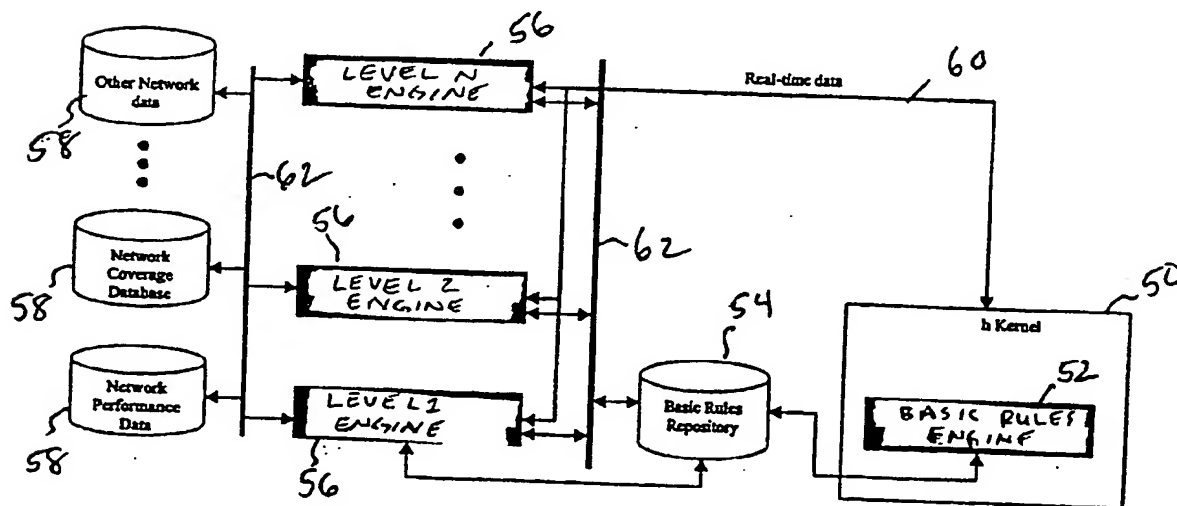 56
Other Network
data
LEVEL N
ENGINE
Real-time data
60
58
62
56
62
Network
Coverage
Database
LEVEL 2
ENGINE
58
54
50
h Kernel
Network
Performance
Data
LEVEL 1
ENGINE
Basic Rules
Repository
52
BASIC RULES
ENGINE
58
56